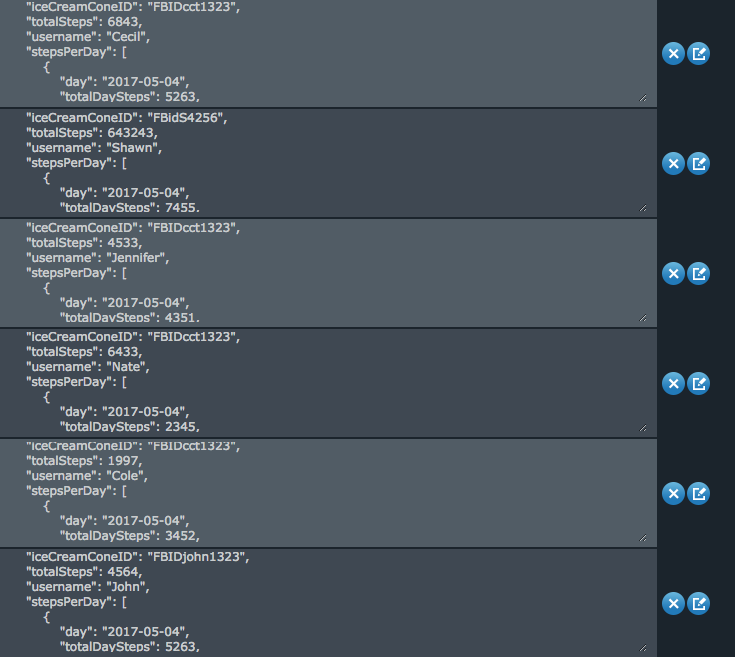 "iceCreamConeID": "FBIDcct1323",
"totalSteps": 6843,
"username": "Cecil",
"stepsPerDay": [
{
"day": "2017-05-04",
"totalDaySteps": 5263,
"iceCreamConeID": "FBidS4256",
"totalSteps": 643243,
"username": "Shawn",
"stepsPerDay": [
{
"day": "2017-05-04",
"totalDaySteps": 7455,
"iceCreamConeID": "FBIDcct1323",
"totalSteps": 4533,
"username": "Jennifer",
"stepsPerDay": [
{
"day": "2017-05-04",
"totalDaySteps": 4351,
"iceCreamConeID": "FBIDcct1323",
"totalSteps": 6433,
"username": "Nate",
"stepsPerDay": [
{
"day": "2017-05-04",
"totalDaySteps": 2345,
"iceCreamConeID": "FBIDcct1323",
"totalSteps": 1997,
"username": "Cole",
"stepsPerDay": [
{
"day": "2017-05-04",
"totalDaySteps": 3452,
"iceCreamConeID": "FBIDjohn1323",
"totalSteps": 4564,
"username": "John",
"stepsPerDay": [
{
"day": "2017-05-04",
"totalDaySteps": 5263,